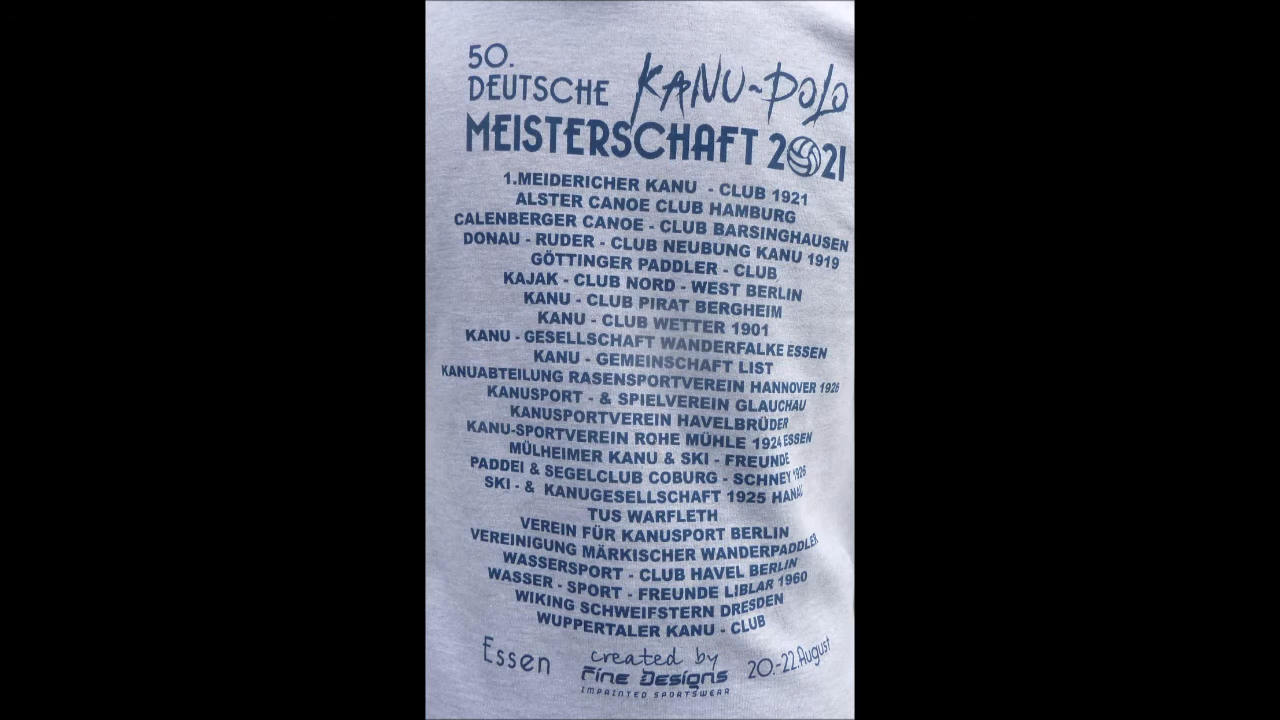 50.
DEUTSCHE KANU-POLO
MEISTERSCHAFT 2021
1.MEIDERICHER KANU - CLUB 1921
ALSTER CANOE CLUB HAMBURG
CALENBERGER CANOE - CLUB BARSINGHAUSEN
DONAU - RUDER - CLUB NEUBUNG KANU 1919
GÖTTINGER PADDLER - CLUB
KAJAK - CLUB NORD - WEST BERLIN
KANU - CLUB PIRAT BERGHEIM
KANU - CLUB WETTER 1901
KANU - GESELLSCHAFT WANDERFALKE ESSEN
KANU - GEMEINSCHAFT LIST
KANUABTEILUNG RASENSPORTVEREIN HANNOVER 1926
KANUSPORT - & SPIELVEREIN GLAUCHAU
KANUSPORTVEREIN HAVELBRÜDER
KANU-SPORTVEREIN ROHE MÜHLE 1924 ESSEN
MÜLHEIMER KANU & SKI - FREUNDE
PADDEI & SEGELCLUB COBURG - SCHNEY 1926
SKI - & KANUGESELLSCHAFT 1925 HANAU
TUS WARFLETH
VEREIN FÜR KANUSPORT BERLIN
VEREINIGUNG MÄRKISCHER WANDERPADDLER
WASSERSPORT - CLUB HAVEL BERLIN
WASSER - SPORT - FREUNDE LIBLAR 1960
WIKING SCHWEIFSTERN DRESDEN
WUPPERTALER KANU - CLUB
Essen created by 20.-22.August
Fine Designs
IMPRINTED SPORTSWEAR